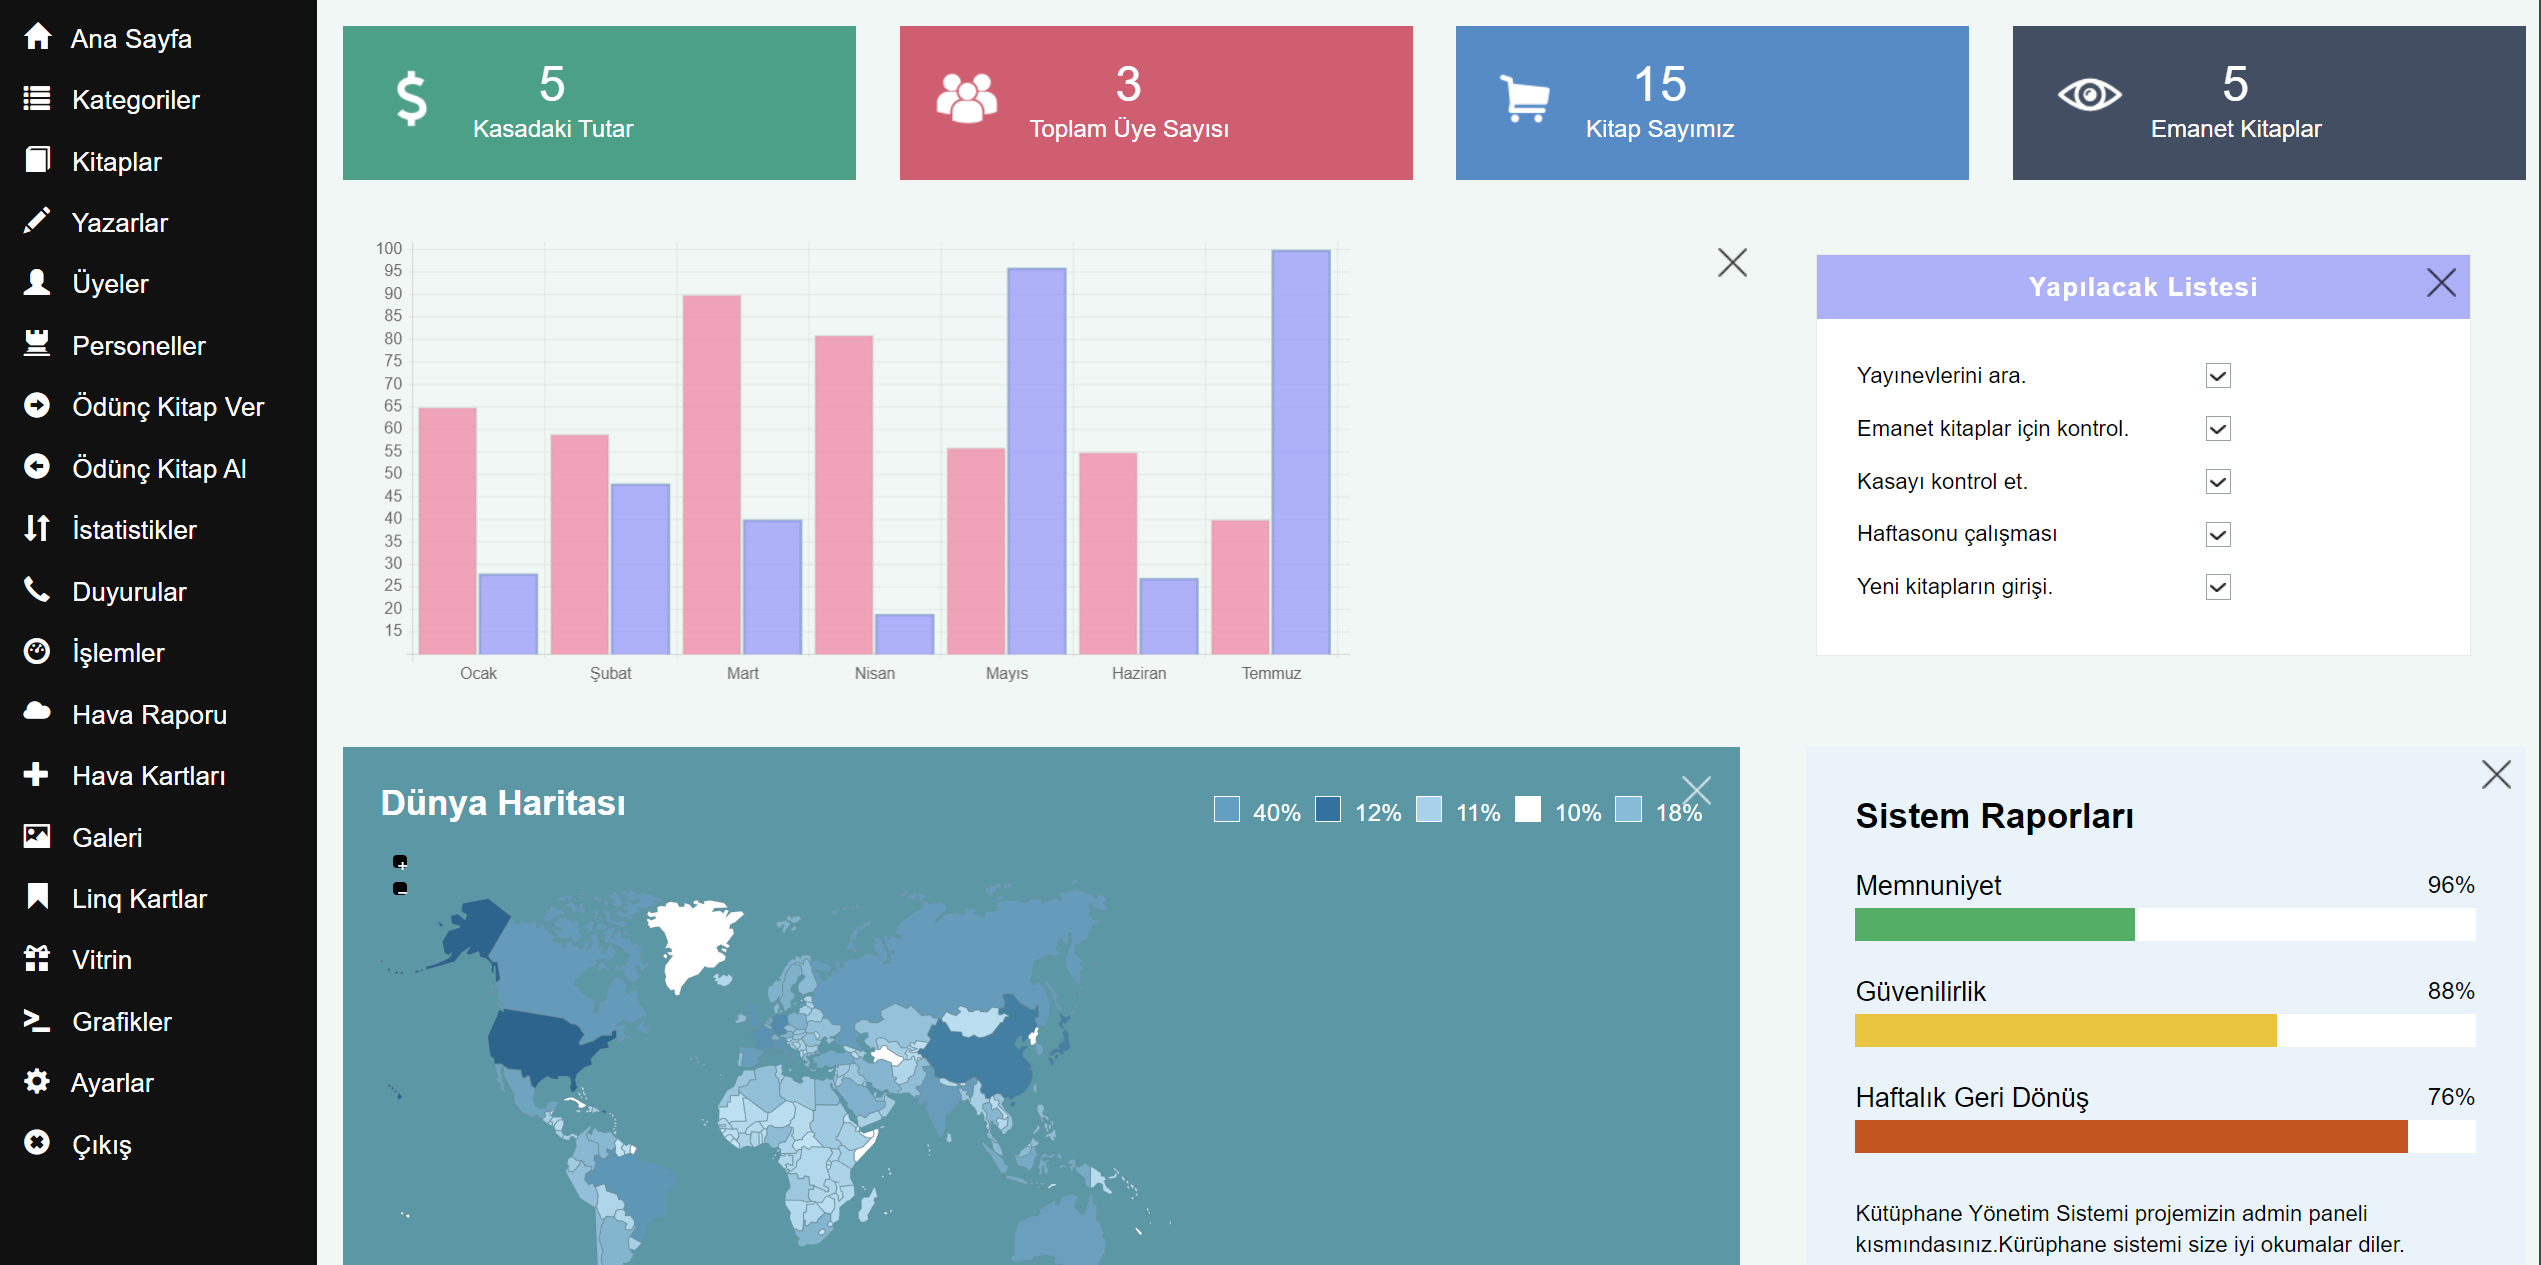 Ana Sayfa
Kategoriler
Kitaplar
Yazarlar
Üyeler
Personeller
Ödünç Kitap Ver
Ödünç Kitap Al
İstatistikler
Duyurular
İşlemler
Hava Raporu
Hava Kartları
Galeri
Linq Kartlar
Vitrin
Grafikler
Ayarlar
Çıkış
5
Kasadaki Tutar
3
Toplam Üye Sayısı
15
Kitap Sayımız
5
Emanet Kitaplar
100
95
90
85
80
75
70
65
60
55
50
45
40
35
30
25
20
15
Ocak Şubat Mart Nisan Mayıs Haziran Temmuz
Yapılacak Listesi
Yayınevlerini ara.
Emanet kitaplar için kontrol.
Kasayı kontrol et.
Haftasonu çalışması
Yeni kitapların girişi.
Dünya Haritası
40% 12% 11% 10% 18%
+
−
Sistem Raporları
Memnuniyet 96%
Güvenilirlik 88%
Haftalık Geri Dönüş 76%
Kütüphane Yönetim Sistemi projemizin admin paneli
kısmındasınız.Kürüphane sistemi size iyi okumalar diler.